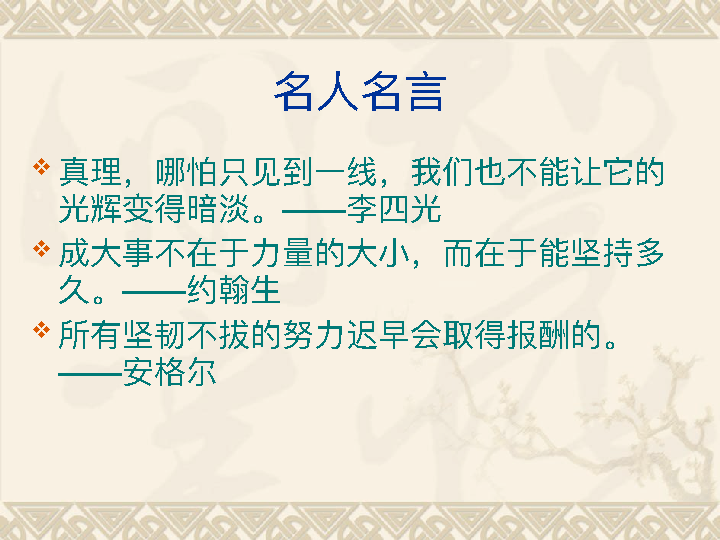 名人名言
真理，哪怕只见到一线，我们也不能让它的
光辉变得暗淡。——李四光
成大事不在于力量的大小，而在于能坚持多
久。——约翰生
所有坚韧不拔的努力迟早会取得报酬的。
——安格尔